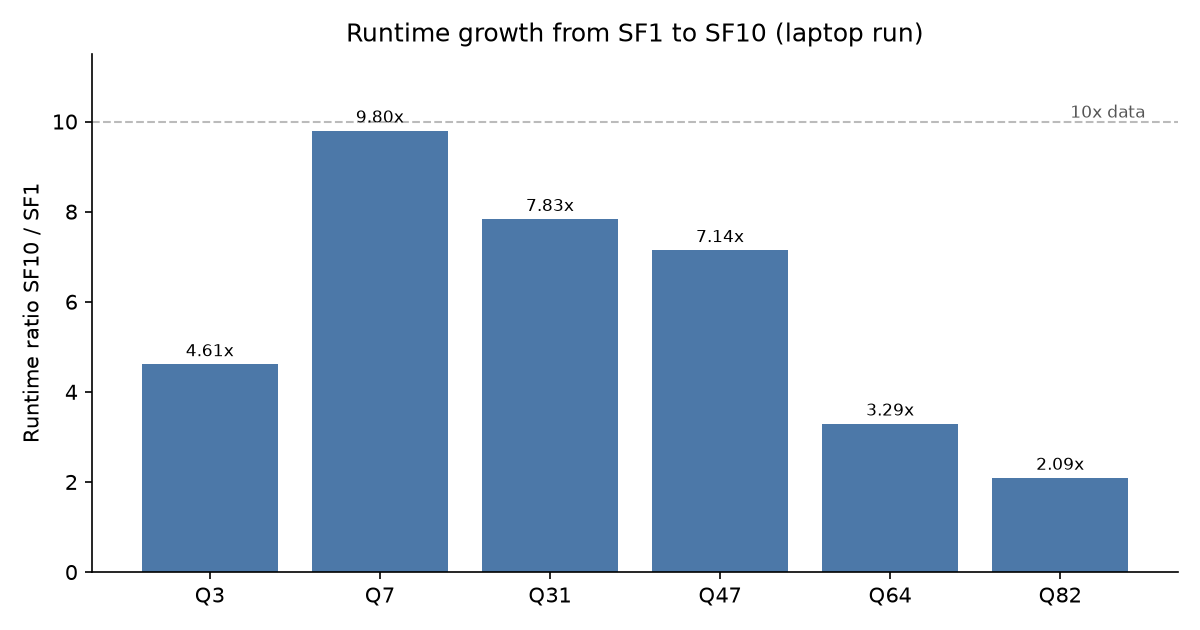 Runtime growth from SF1 to SF10 (laptop run)
Runtime ratio SF10 / SF1
10
8
6
4
2
0
10x data
4.61x
9.80x
7.83x
7.14x
3.29x
2.09x
Q3
Q7
Q31
Q47
Q64
Q82